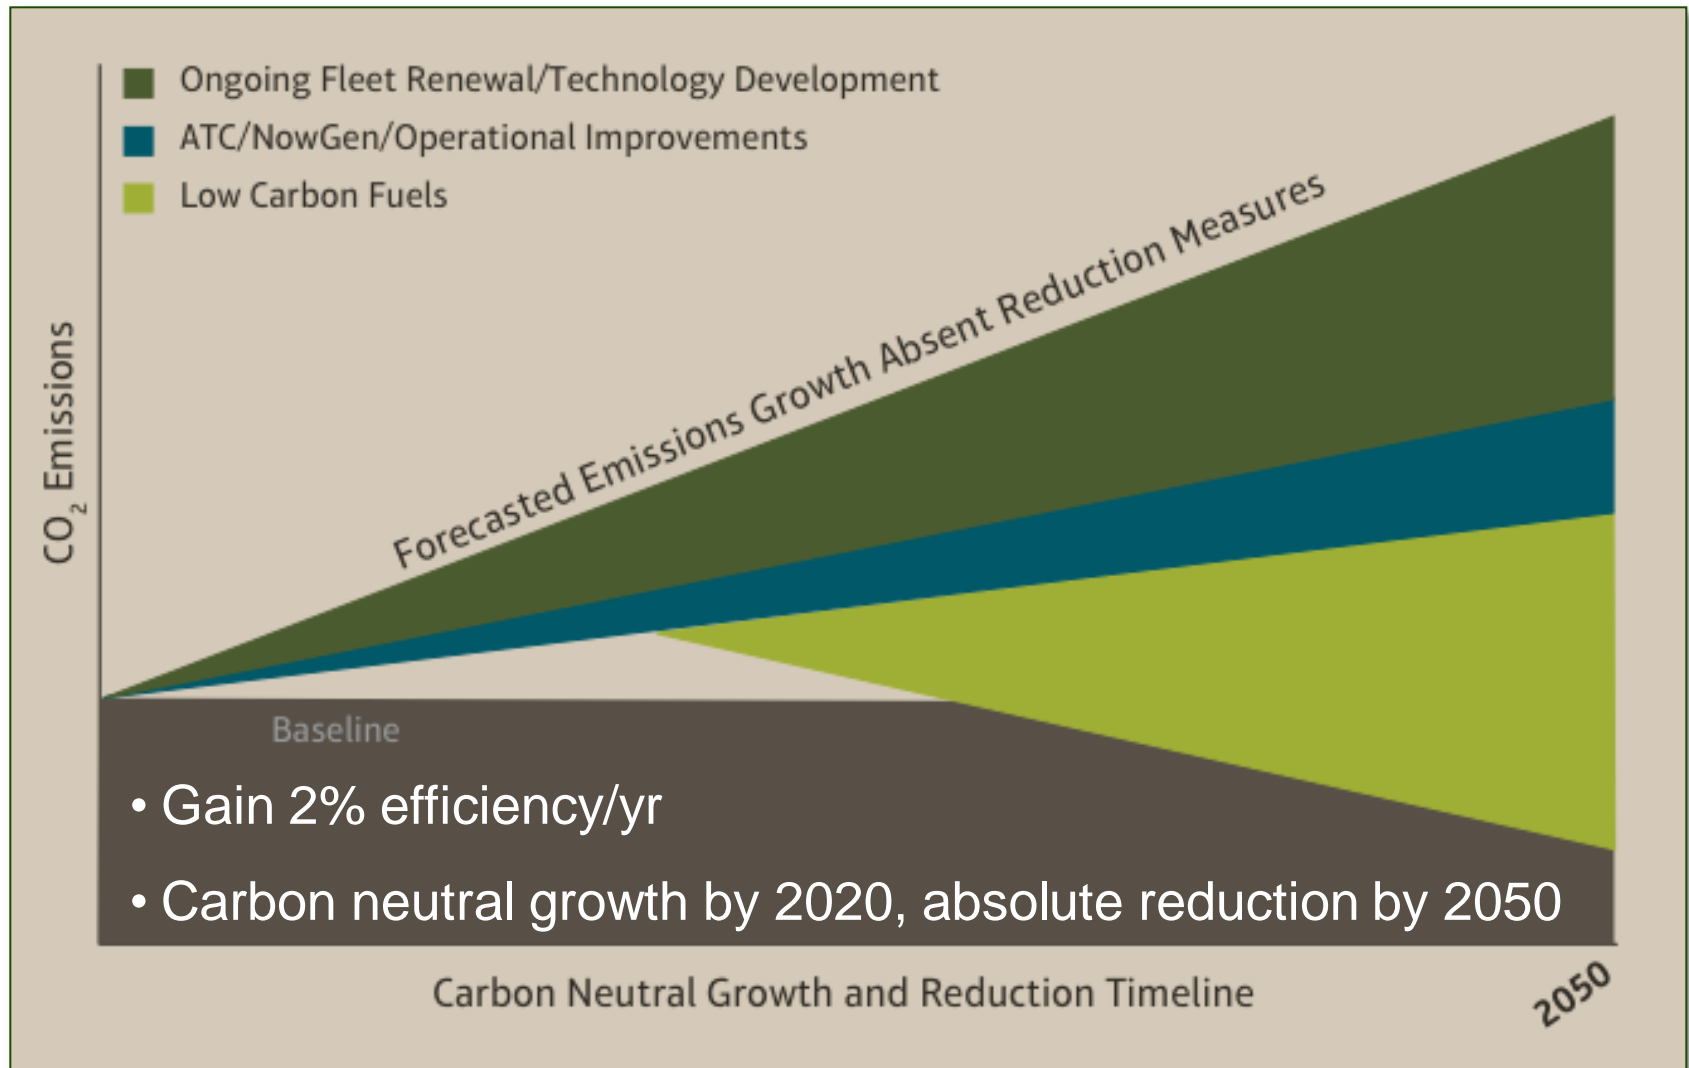 Ongoing Fleet Renewal/Technology Development
ATC/NowGen/Operational Improvements
Low Carbon Fuels
Forecasted Emissions Growth Absent Reduction Measures
CO₂ Emissions
Baseline
• Gain 2% efficiency/yr
• Carbon neutral growth by 2020, absolute reduction by 2050
Carbon Neutral Growth and Reduction Timeline
2050